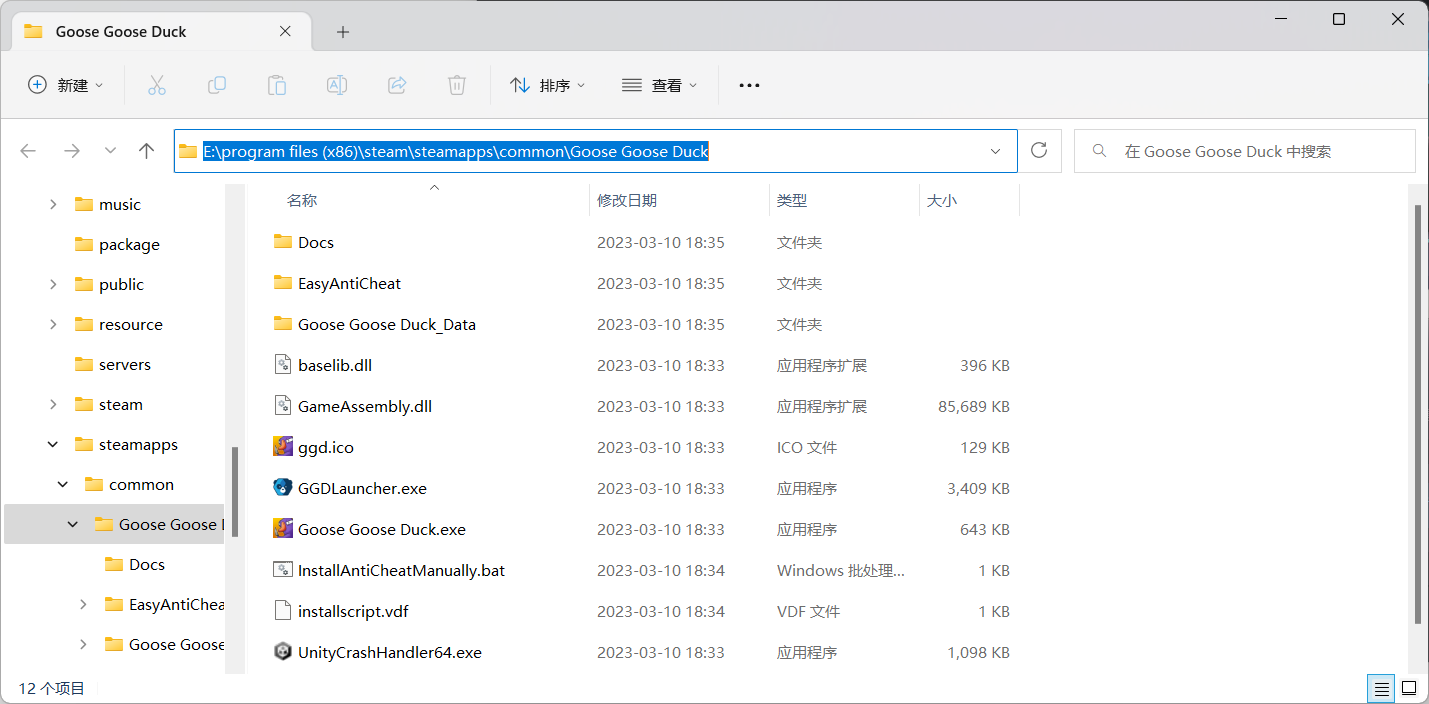 Goose Goose Duck
新建 排序 查看
E:\program files (x86)\steam\steamapps\common\Goose Goose Duck
在 Goose Goose Duck 中搜索
music
package
public
resource
servers
steam
steamapps
common
Goose Goose
Docs
EasyAntiChea
Goose Goose
名称 修改日期 类型 大小
Docs 2023-03-10 18:35 文件夹
EasyAntiCheat 2023-03-10 18:35 文件夹
Goose Goose Duck_Data 2023-03-10 18:35 文件夹
baselib.dll 2023-03-10 18:33 应用程序扩展 396 KB
GameAssembly.dll 2023-03-10 18:33 应用程序扩展 85,689 KB
ggd.ico 2023-03-10 18:33 ICO 文件 129 KB
GGDLauncher.exe 2023-03-10 18:33 应用程序 3,409 KB
Goose Goose Duck.exe 2023-03-10 18:33 应用程序 643 KB
InstallAntiCheatManually.bat 2023-03-10 18:34 Windows 批处理... 1 KB
installscript.vdf 2023-03-10 18:34 VDF 文件 1 KB
UnityCrashHandler64.exe 2023-03-10 18:33 应用程序 1,098 KB
12 个项目